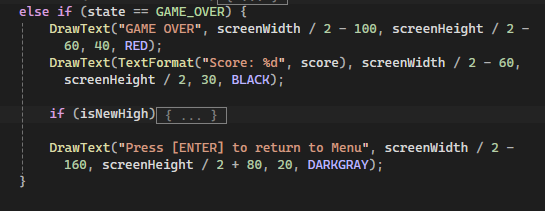 else if (state == GAME_OVER) {
DrawText("GAME OVER", screenWidth / 2 - 100, screenHeight / 2 -
60, 40, RED);
DrawText(TextFormat("Score: %d", score), screenWidth / 2 - 60,
screenHeight / 2, 30, BLACK);
if (isNewHigh) { ... }
DrawText("Press [ENTER] to return to Menu", screenWidth / 2 -
160, screenHeight / 2 + 80, 20, DARKGRAY);
}